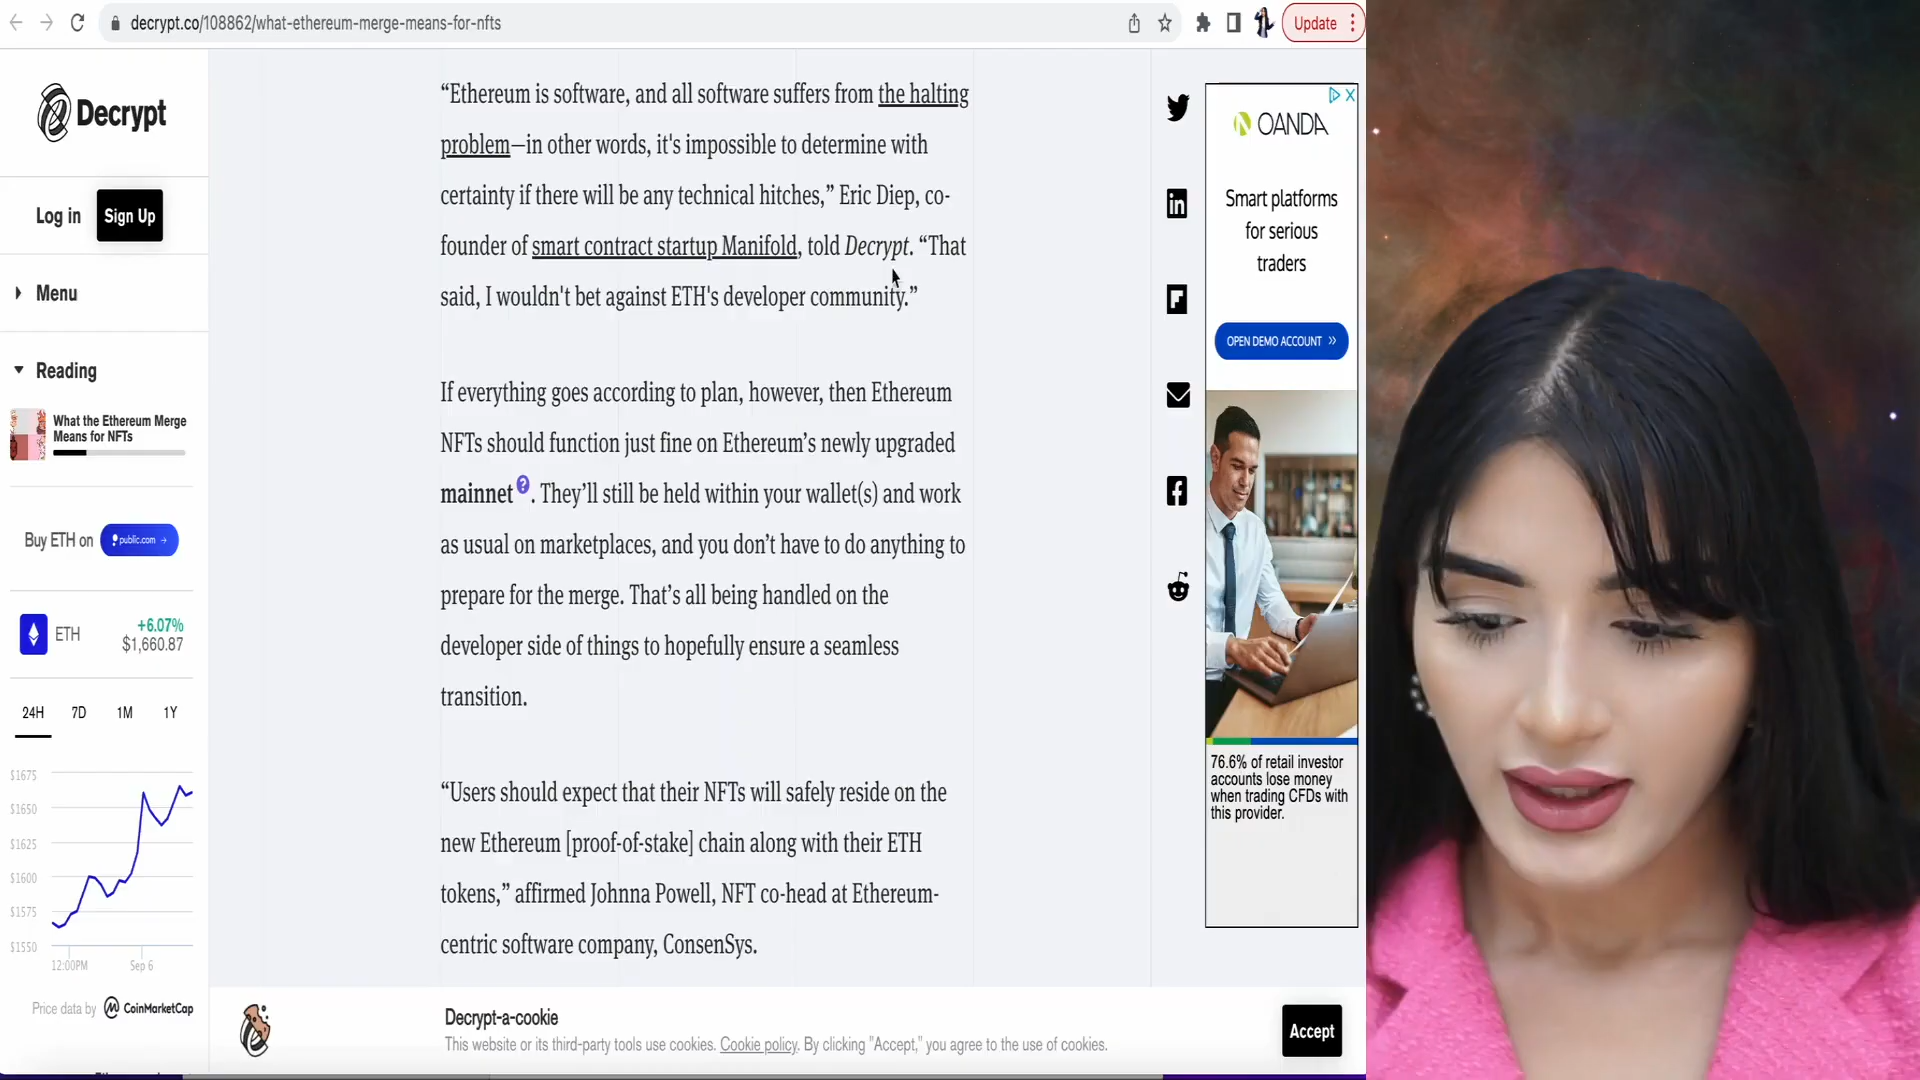 decrypt.co/108862/what-ethereum-merge-means-for-nfts
Update
Decrypt
Log in
Sign Up
Menu
Reading
What the Ethereum Merge
Means for NFTs
Buy ETH on
public.com →
ETH
+6.07%
$1,660.87
24H 7D 1M 1Y
$1675
$1650
$1625
$1600
$1575
$1550
12:00PM Sep 6
Price data by CoinMarketCap
“Ethereum is software, and all software suffers from the halting
problem—in other words, it's impossible to determine with
certainty if there will be any technical hitches,” Eric Diep, co-
founder of smart contract startup Manifold, told Decrypt. “That
said, I wouldn't bet against ETH's developer community.”
If everything goes according to plan, however, then Ethereum
NFTs should function just fine on Ethereum’s newly upgraded
mainnet ?. They’ll still be held within your wallet(s) and work
as usual on marketplaces, and you don’t have to do anything to
prepare for the merge. That’s all being handled on the
developer side of things to hopefully ensure a seamless
transition.
“Users should expect that their NFTs will safely reside on the
new Ethereum [proof-of-stake] chain along with their ETH
tokens,” affirmed Johnna Powell, NFT co-head at Ethereum-
centric software company, ConsenSys.
OANDA
Smart platforms
for serious
traders
OPEN DEMO ACCOUNT »
76.6% of retail investor
accounts lose money
when trading CFDs with
this provider.
Decrypt-a-cookie
This website or its third-party tools use cookies. Cookie policy. By clicking "Accept," you agree to the use of cookies.
Accept